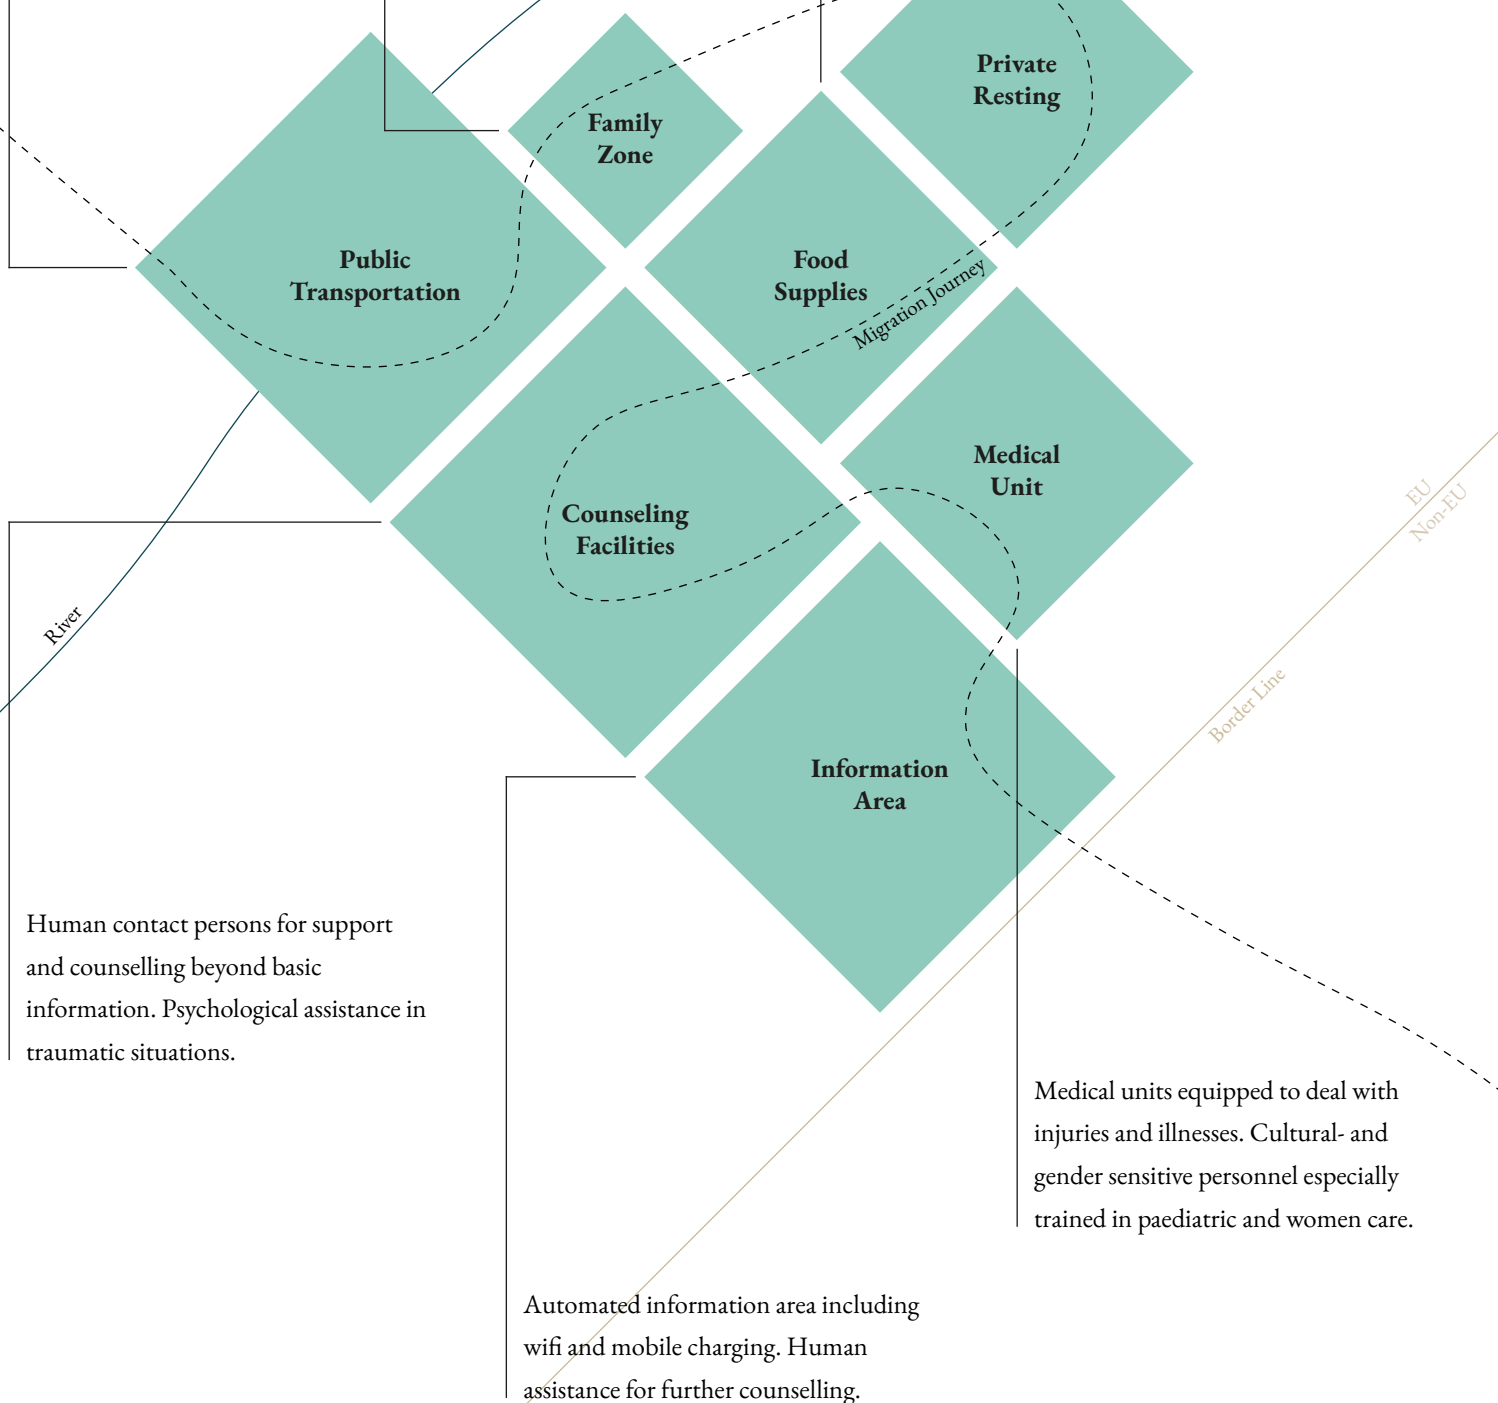 Private
Resting
Family
Zone
Public
Transportation
Food
Supplies
Migration Journey
Medical
Unit
EU
Non-EU
Counseling
Facilities
River
Border Line
Information
Area
Human contact persons for support
and counselling beyond basic
information. Psychological assistance in
traumatic situations.
Medical units equipped to deal with
injuries and illnesses. Cultural- and
gender sensitive personnel especially
trained in paediatric and women care.
Automated information area including
wifi and mobile charging. Human
assistance for further counselling.